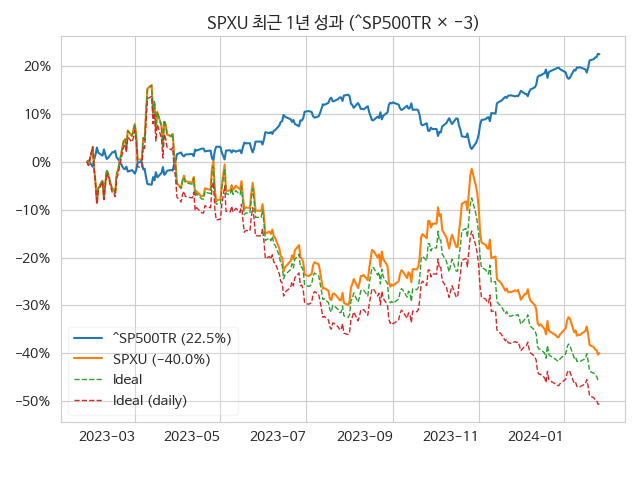 SPXU 최근 1년 성과 (^SP500TR × −3)
20%
10%
0%
−10%
−20%
−30%
−40%
−50%
^SP500TR (22.5%)
SPXU (−40.0%)
Ideal
Ideal (daily)
2023−03 2023−05 2023−07 2023−09 2023−11 2024−01